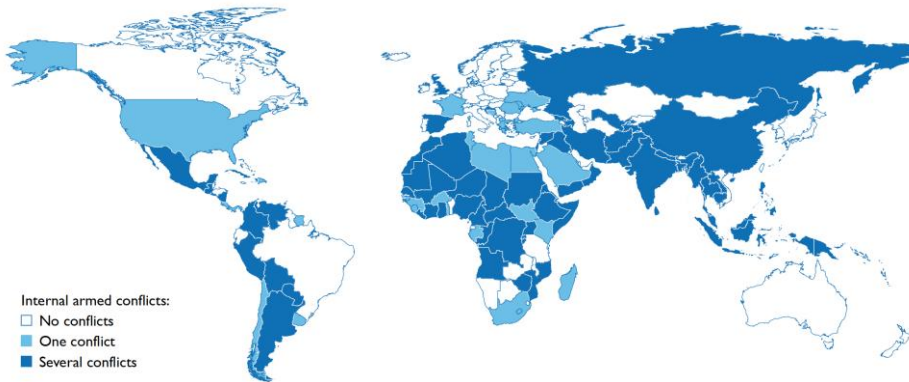 Internal armed conflicts:
No conflicts
One conflict
Several conflicts